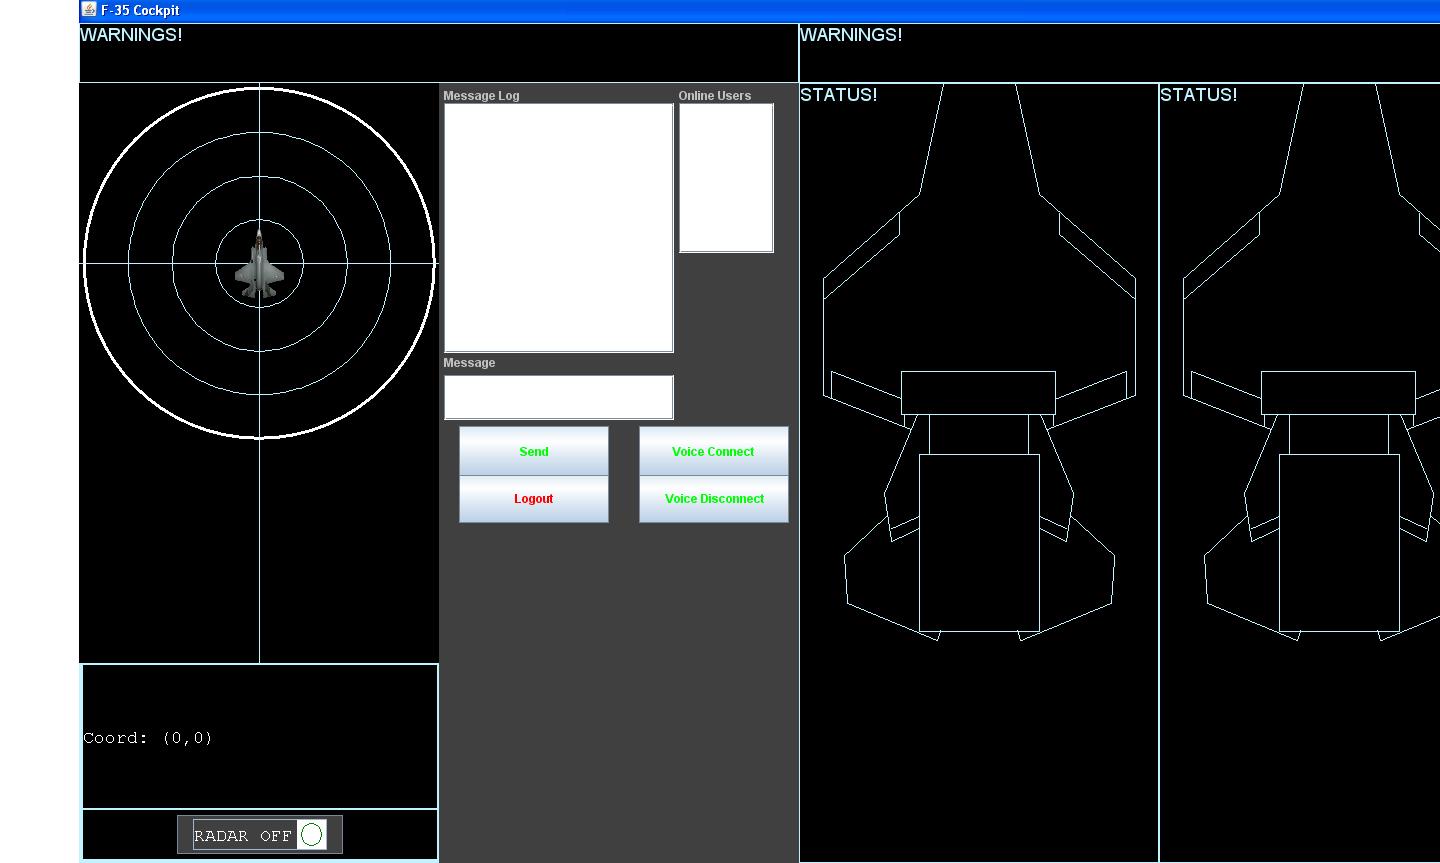 F-35 Cockpit
WARNINGS!
WARNINGS!
Message Log
Online Users
STATUS!
STATUS!
Message
Send
Voice Connect
Logout
Voice Disconnect
Coord: (0,0)
RADAR OFF